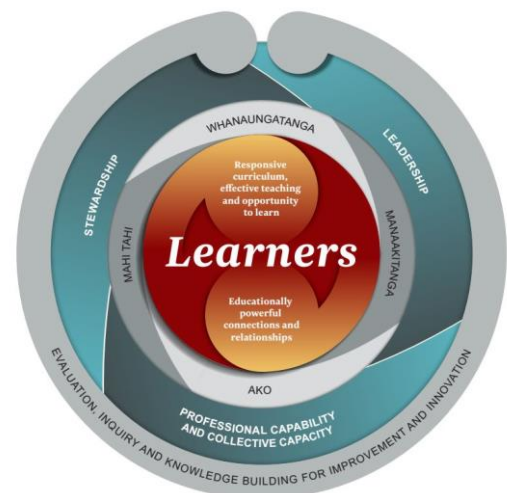 WHANAUNGATANGA
LEADERSHIP
STEWARDSHIP
Responsive
curriculum,
effective teaching
and opportunity
to learn
MAHI TAHI
Learners
MANAAKITANGA
Educationally
powerful
connections and
relationships
AKO
PROFESSIONAL CAPABILITY
AND COLLECTIVE CAPACITY
EVALUATION, INQUIRY AND KNOWLEDGE BUILDING FOR IMPROVEMENT AND INNOVATION